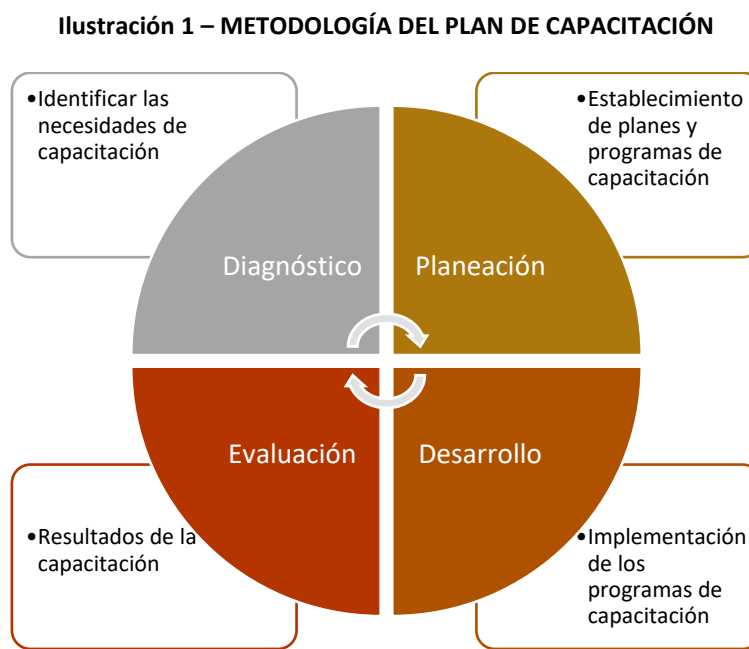 Ilustración 1 – METODOLOGÍA DEL PLAN DE CAPACITACIÓN
•Identificar las
necesidades de
capacitación
•Establecimiento
de planes y
programas de
capacitación
Diagnóstico
Planeación
Evaluación
Desarrollo
•Resultados de la
capacitación
•Implementación
de los
programas de
capacitación